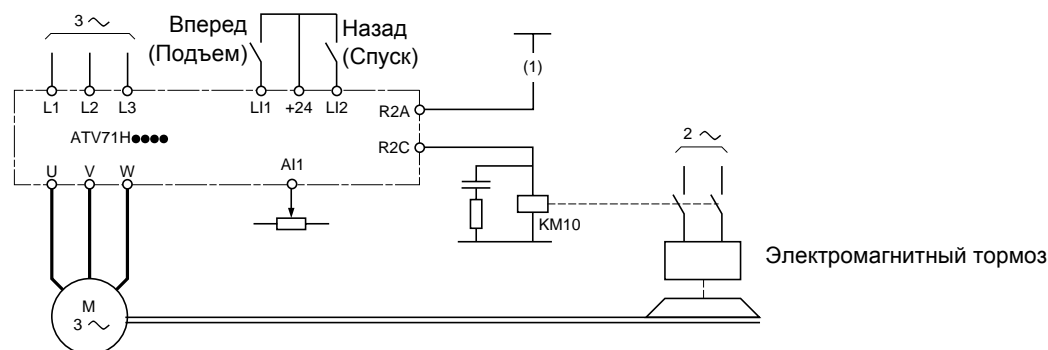 3 ∼
Вперед
(Подъем)
Назад
(Спуск)
(1)
L1 L2 L3 LI1 +24 LI2
R2A
ATV71H●●●●
R2C
2 ∼
U V W
AI1
KM10
Электромагнитный тормоз
M
3 ∼